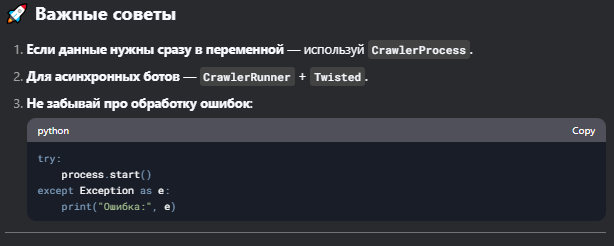 🚀 Важные советы
1. Если данные нужны сразу в переменной — используй CrawlerProcess.
2. Для асинхронных ботов — CrawlerRunner + Twisted.
3. Не забывай про обработку ошибок:
python Copy
try:
    process.start()
except Exception as e:
    print("Ошибка:", e)